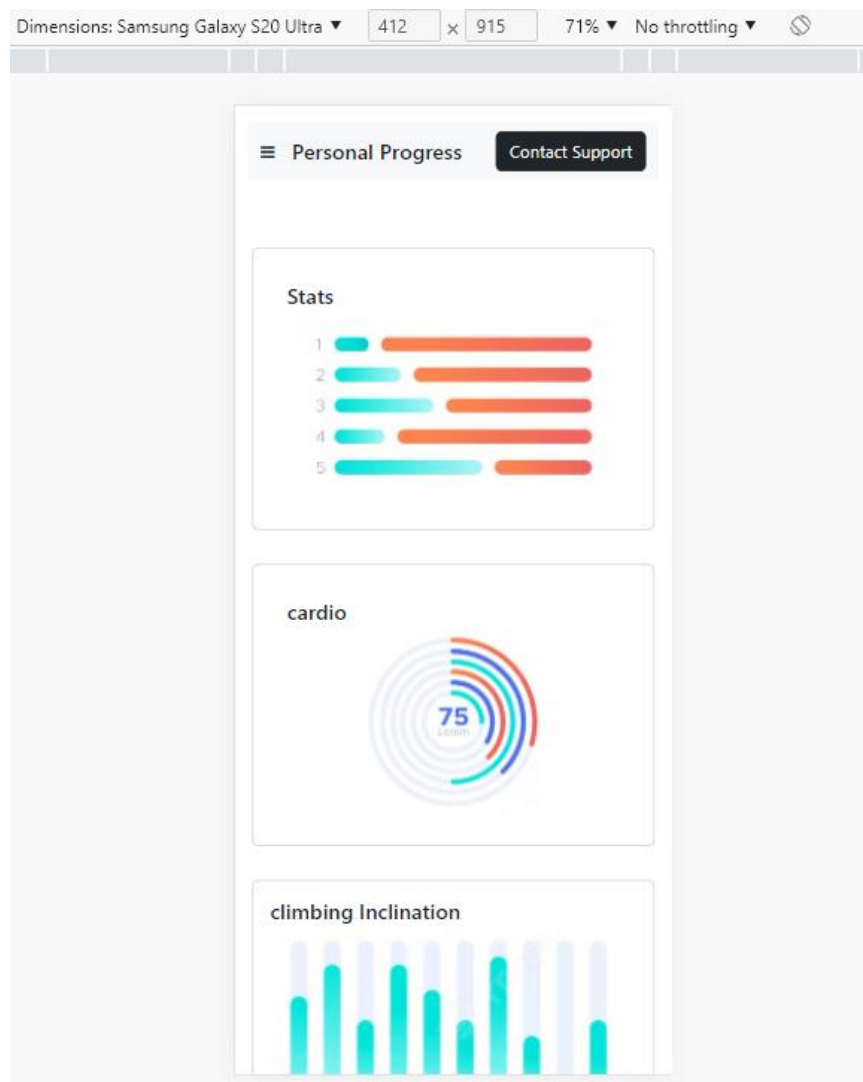 Dimensions: Samsung Galaxy S20 Ultra ▼ 412 × 915 71% ▼ No throttling ▼
≡ Personal Progress Contact Support
Stats
1
2
3
4
5
cardio
75
Lorem
climbing Inclination